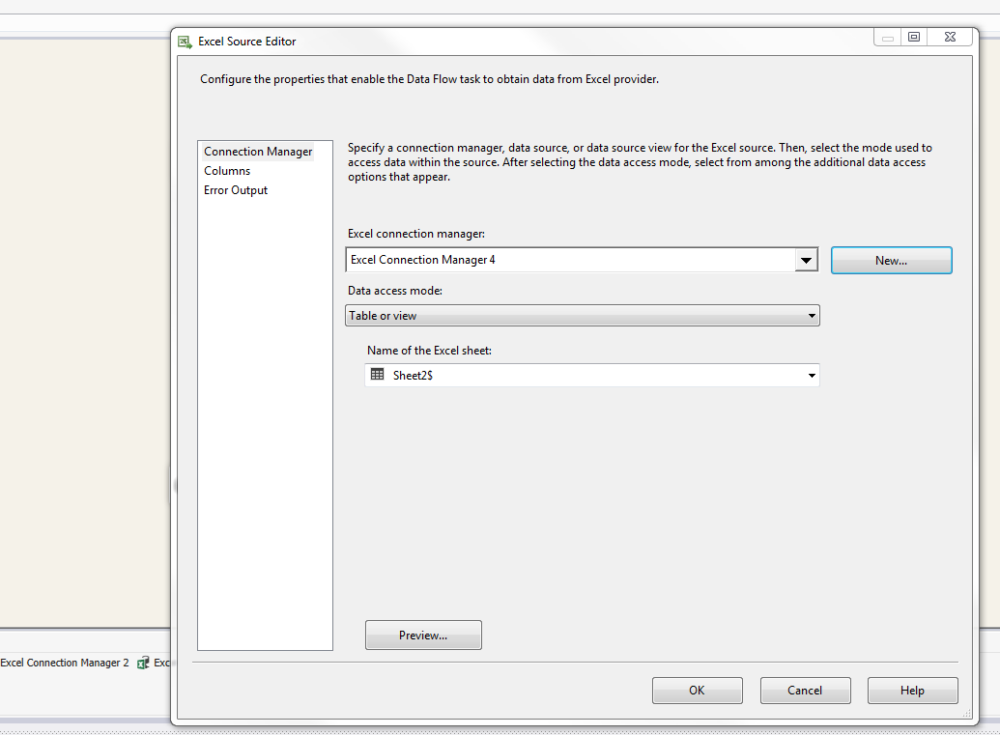 Excel Source Editor
Configure the properties that enable the Data Flow task to obtain data from Excel provider.
Connection Manager
Columns
Error Output
Specify a connection manager, data source, or data source view for the Excel source. Then, select the mode used to
access data within the source. After selecting the data access mode, select from among the additional data access
options that appear.
Excel connection manager:
Excel Connection Manager 4
New...
Data access mode:
Table or view
Name of the Excel sheet:
Sheet2$
Preview...
Excel Connection Manager 2
Exc
OK
Cancel
Help